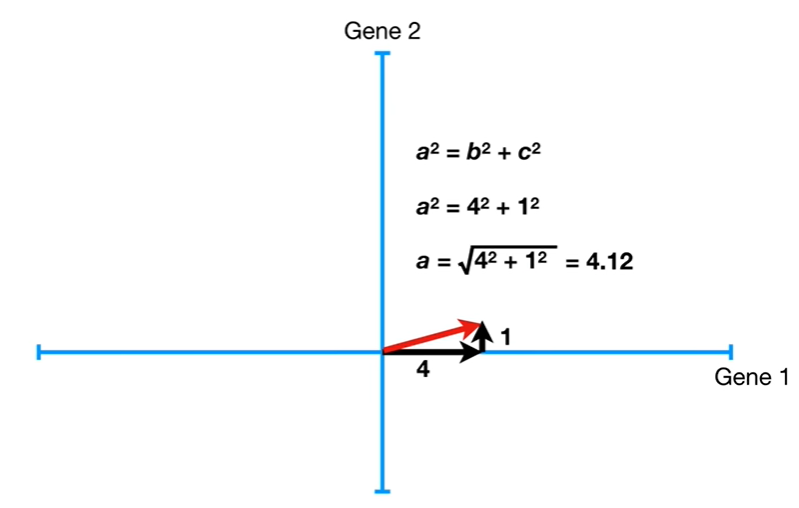 Gene 2
a² = b² + c²
a² = 4² + 1²
a = √4² + 1² = 4.12
1
4
Gene 1